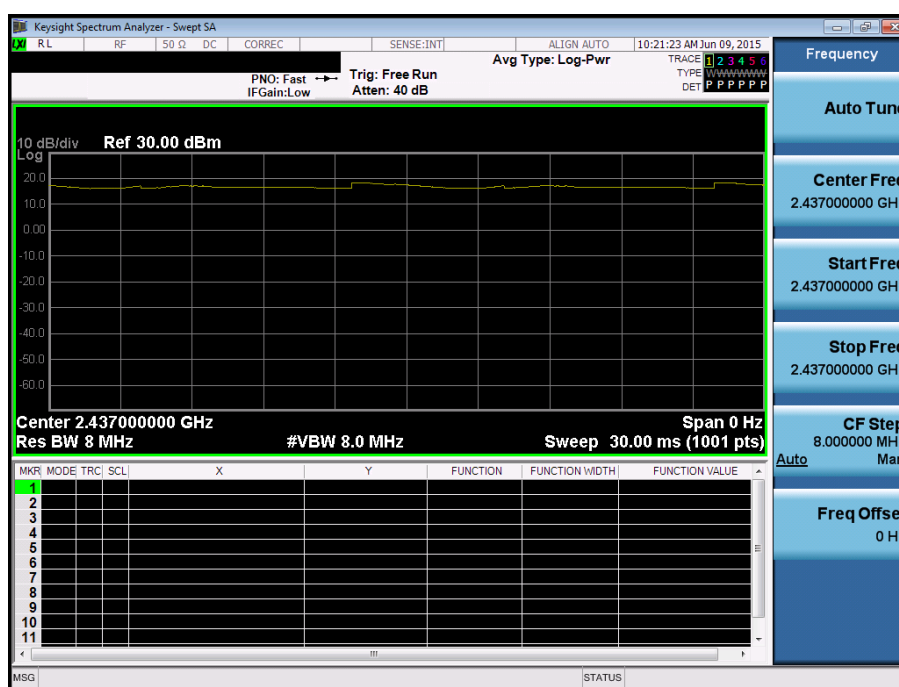 Keysight Spectrum Analyzer - Swept SA
LXI RL RF 50 Ω DC CORREC SENSE:INT ALIGN AUTO 10:21:23 AM Jun 09, 2015
PNO: Fast Trig: Free Run Avg Type: Log-Pwr TRACE 1 2 3 4 5 6
IFGain:Low Atten: 40 dB TYPE WWWWWW
DET P P P P P P
10 dB/div Ref 30.00 dBm
Log
20.0
10.0
0.00
-10.0
-20.0
-30.0
-40.0
-50.0
-60.0
Center 2.437000000 GHz Span 0 Hz
Res BW 8 MHz #VBW 8.0 MHz Sweep 30.00 ms (1001 pts)
MKR MODE TRC SCL X Y FUNCTION FUNCTION WIDTH FUNCTION VALUE
1
2
3
4
5
6
7
8
9
10
11
MSG STATUS
Frequency
Auto Tun
Center Fre
2.437000000 GH
Start Fre
2.437000000 GH
Stop Fre
2.437000000 GH
CF Step
8.000000 MH
Auto Man
Freq Offse
0 H